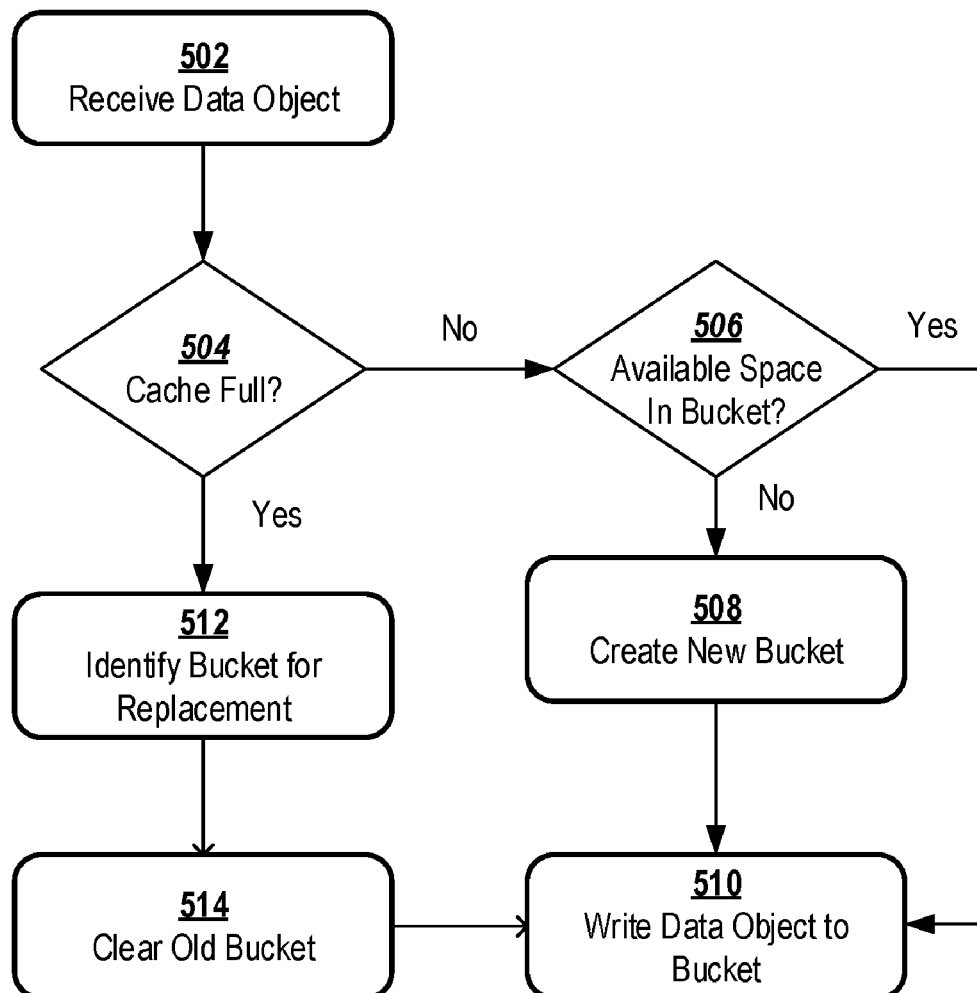 502
Receive Data Object
504
Cache Full?
No
506
Available Space
In Bucket?
Yes
Yes
No
512
Identify Bucket for
Replacement
508
Create New Bucket
514
Clear Old Bucket
510
Write Data Object to
Bucket